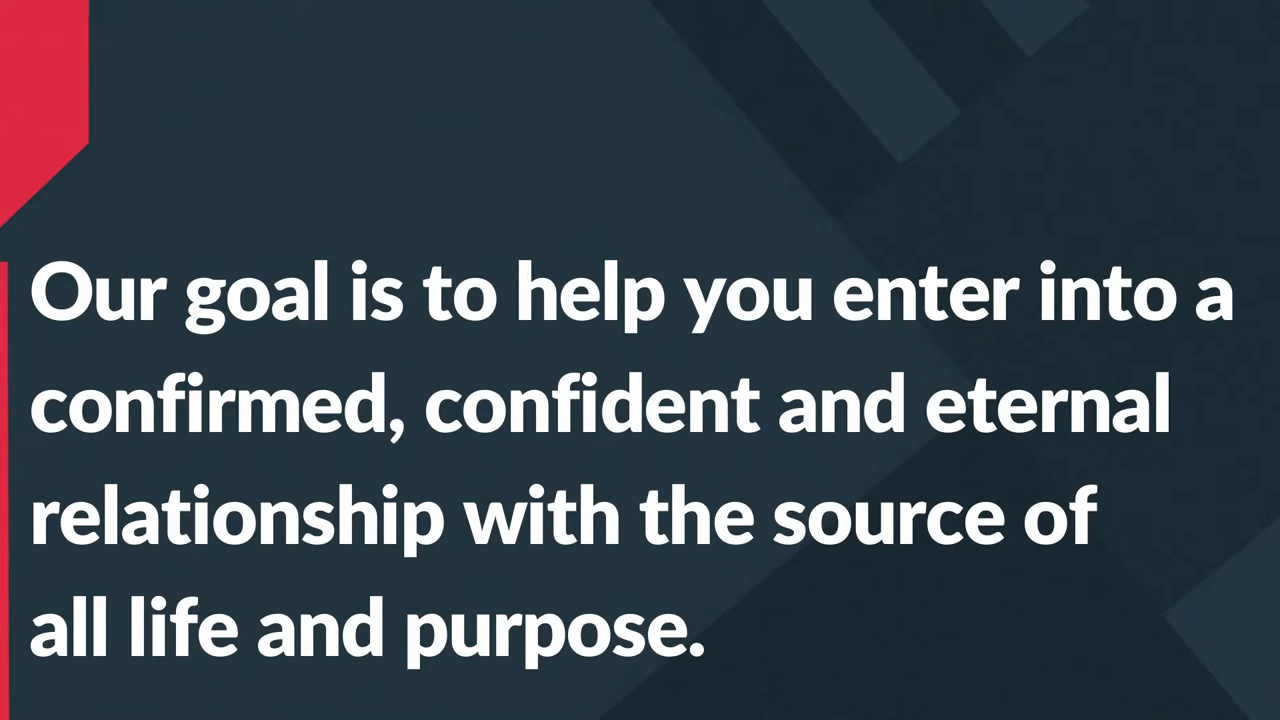 Our goal is to help you enter into a
confirmed, confident and eternal
relationship with the source of
all life and purpose.